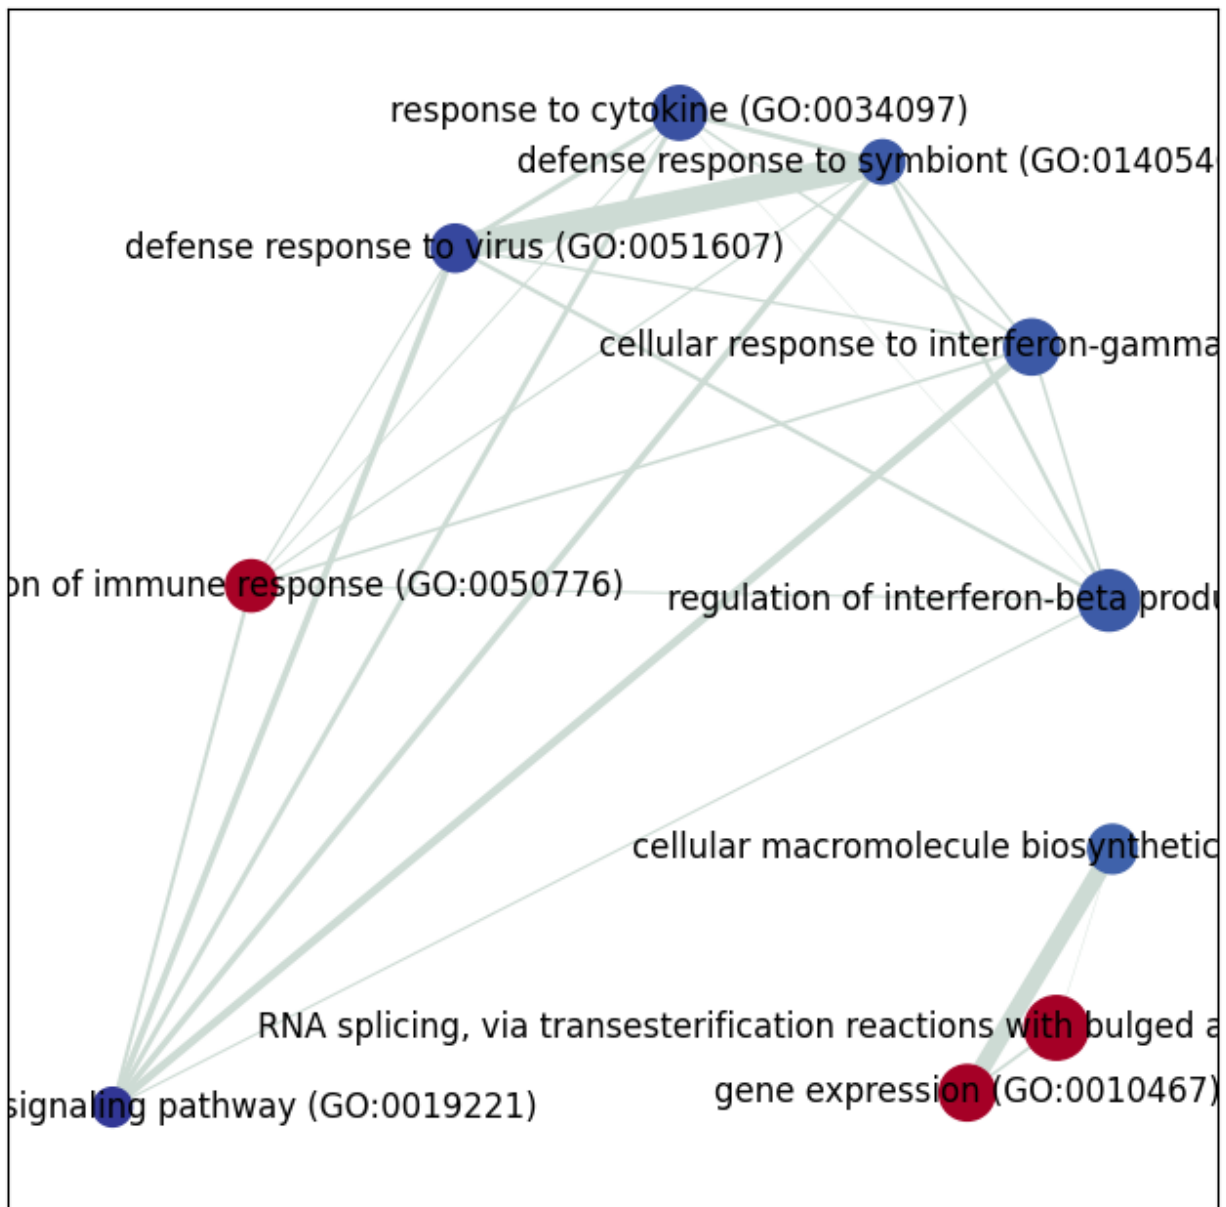 response to cytokine (GO:0034097)
defense response to symbiont (GO:014054
defense response to virus (GO:0051607)
cellular response to interferon-gamma
on of immune response (GO:0050776)
regulation of interferon-beta produ
cellular macromolecule biosynthetic
RNA splicing, via transesterification reactions with bulged a
gene expression (GO:0010467)
signaling pathway (GO:0019221)